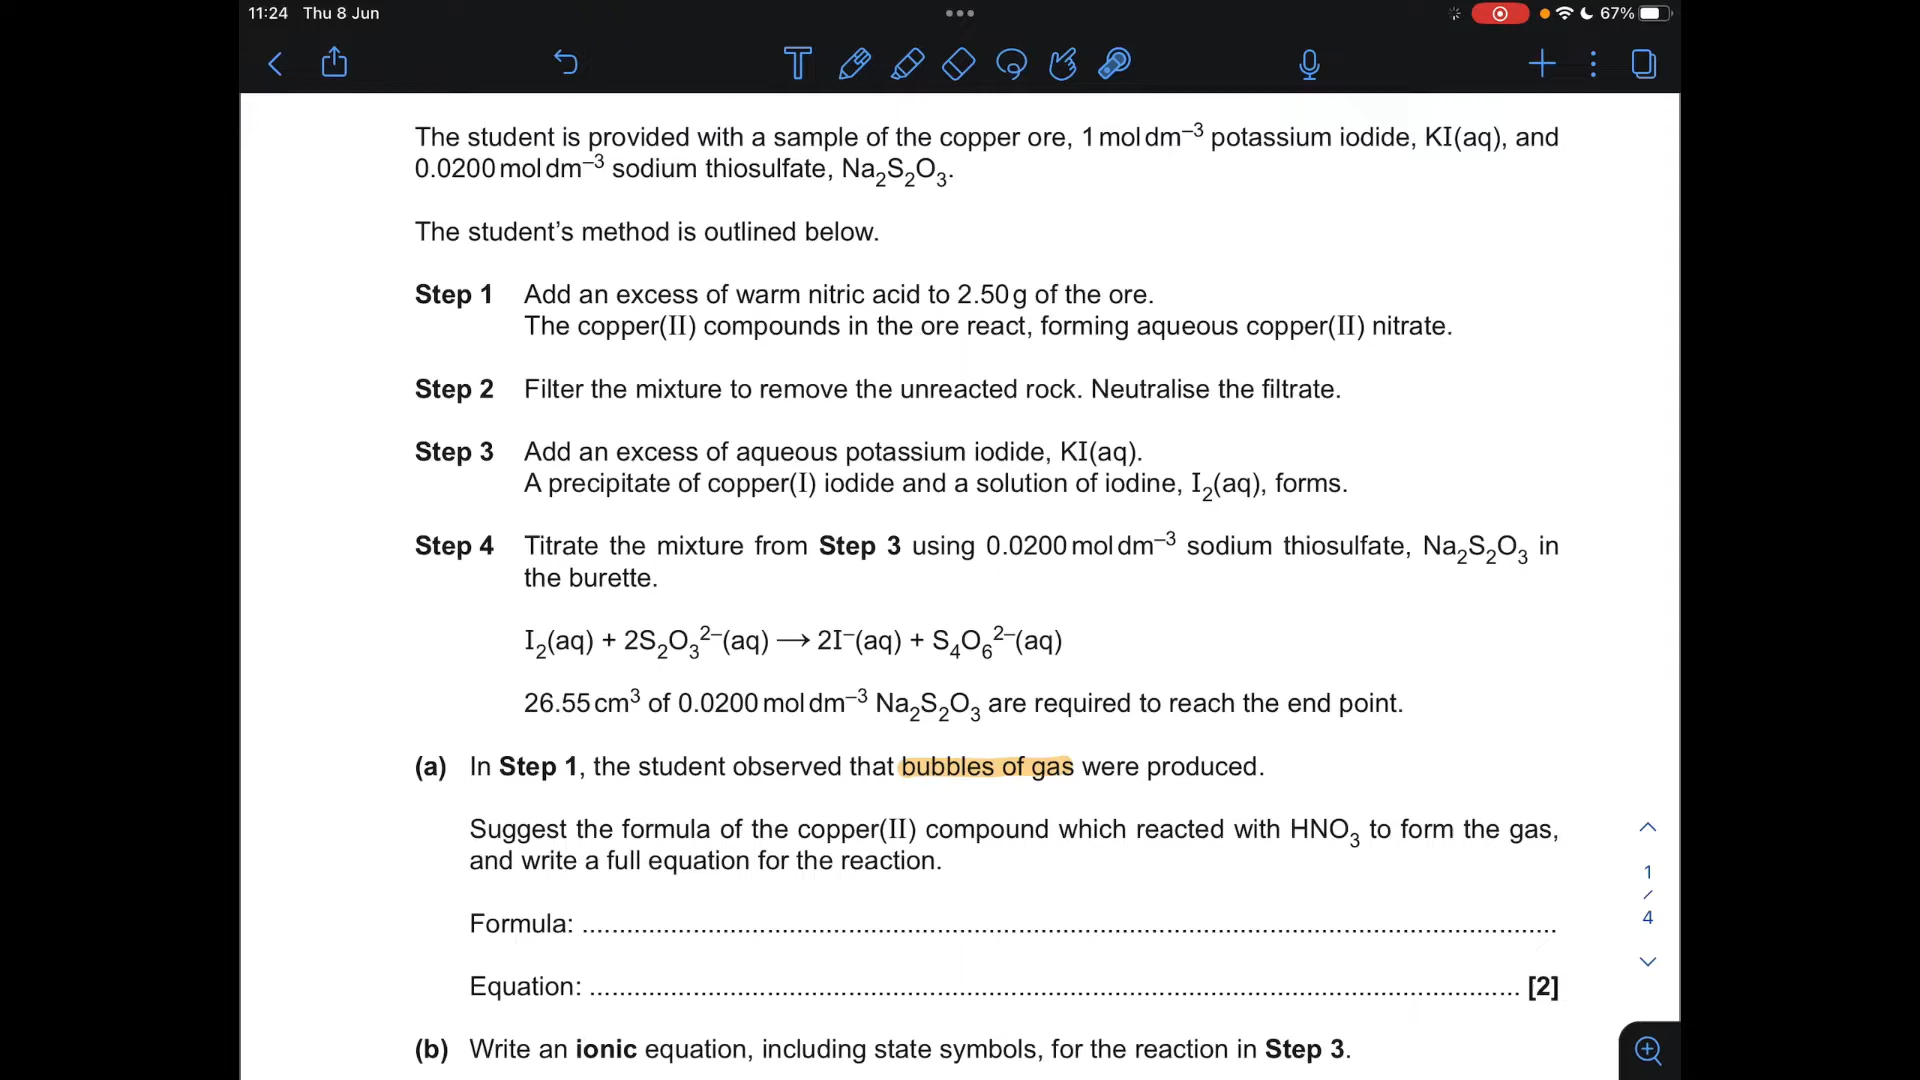 11:24 Thu 8 Jun
67%
The student is provided with a sample of the copper ore, 1 mol dm⁻³ potassium iodide, KI(aq), and
0.0200 mol dm⁻³ sodium thiosulfate, Na₂S₂O₃.
The student’s method is outlined below.
Step 1 Add an excess of warm nitric acid to 2.50 g of the ore.
The copper(II) compounds in the ore react, forming aqueous copper(II) nitrate.
Step 2 Filter the mixture to remove the unreacted rock. Neutralise the filtrate.
Step 3 Add an excess of aqueous potassium iodide, KI(aq).
A precipitate of copper(I) iodide and a solution of iodine, I₂(aq), forms.
Step 4 Titrate the mixture from Step 3 using 0.0200 mol dm⁻³ sodium thiosulfate, Na₂S₂O₃ in
the burette.
I₂(aq) + 2S₂O₃²⁻(aq) ⟶ 2I⁻(aq) + S₄O₆²⁻(aq)
26.55 cm³ of 0.0200 mol dm⁻³ Na₂S₂O₃ are required to reach the end point.
(a) In Step 1, the student observed that bubbles of gas were produced.
Suggest the formula of the copper(II) compound which reacted with HNO₃ to form the gas,
and write a full equation for the reaction.
1
/
4
Formula: ..........................................................................
Equation: .......................................................................... [2]
(b) Write an ionic equation, including state symbols, for the reaction in Step 3.